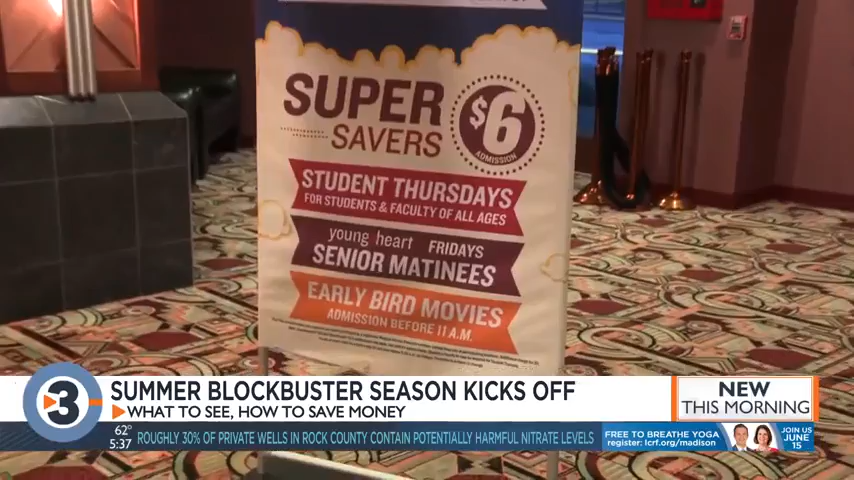 SUPER
SAVERS
$6
ADMISSION
STUDENT THURSDAYS
FOR STUDENTS & FACULTY OF ALL AGES
young heart FRIDAYS
SENIOR MATINEES
EARLY BIRD MOVIES
ADMISSION BEFORE 11 A.M.
3
SUMMER BLOCKBUSTER SEASON KICKS OFF
WHAT TO SEE, HOW TO SAVE MONEY
NEW
THIS MORNING
62°
5:37
ROUGHLY 30% OF PRIVATE WELLS IN ROCK COUNTY CONTAIN POTENTIALLY HARMFUL NITRATE LEVELS
FREE TO BREATHE YOGA
register: lcrf.org/madison
JOIN US
JUNE
15